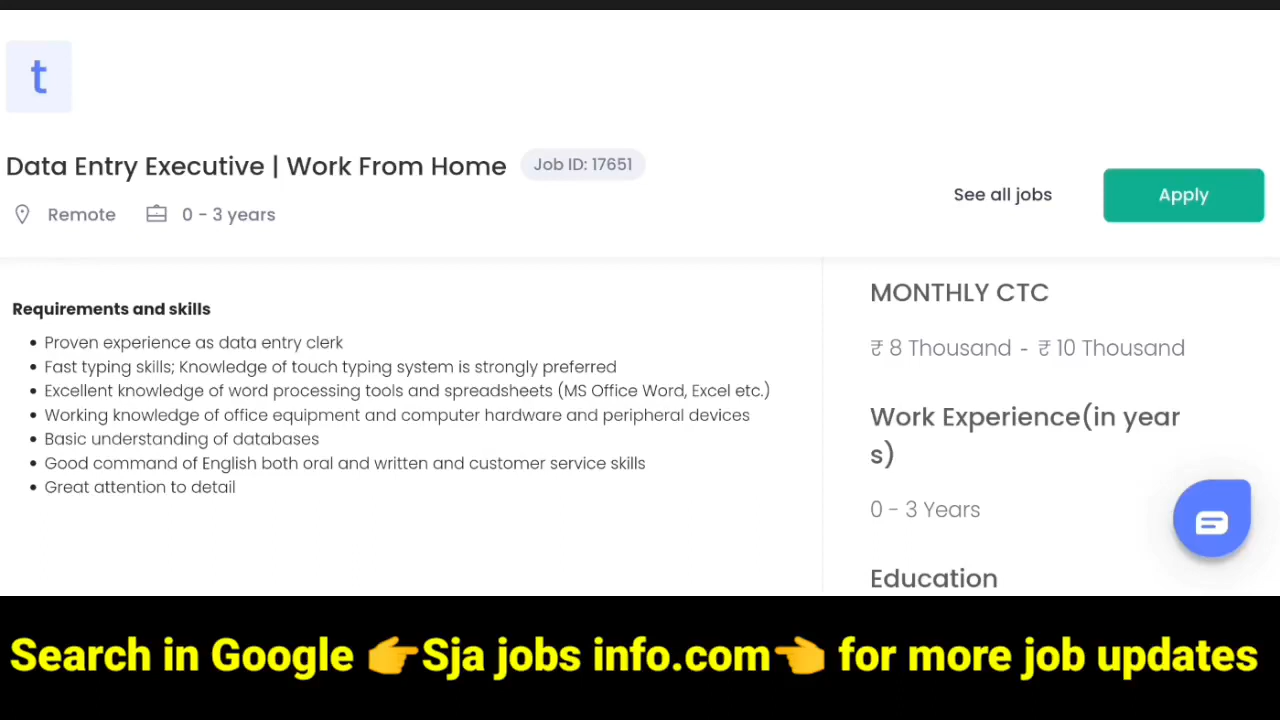 t
Data Entry Executive | Work From Home
Job ID: 17651
Remote
0 - 3 years
See all jobs
Apply
Requirements and skills
• Proven experience as data entry clerk
• Fast typing skills; Knowledge of touch typing system is strongly preferred
• Excellent knowledge of word processing tools and spreadsheets (MS Office Word, Excel etc.)
• Working knowledge of office equipment and computer hardware and peripheral devices
• Basic understanding of databases
• Good command of English both oral and written and customer service skills
• Great attention to detail
MONTHLY CTC
₹ 8 Thousand - ₹ 10 Thousand
Work Experience(in year
s)
0 - 3 Years
Education
Search in Google 👉Sja jobs info.com👈 for more job updates